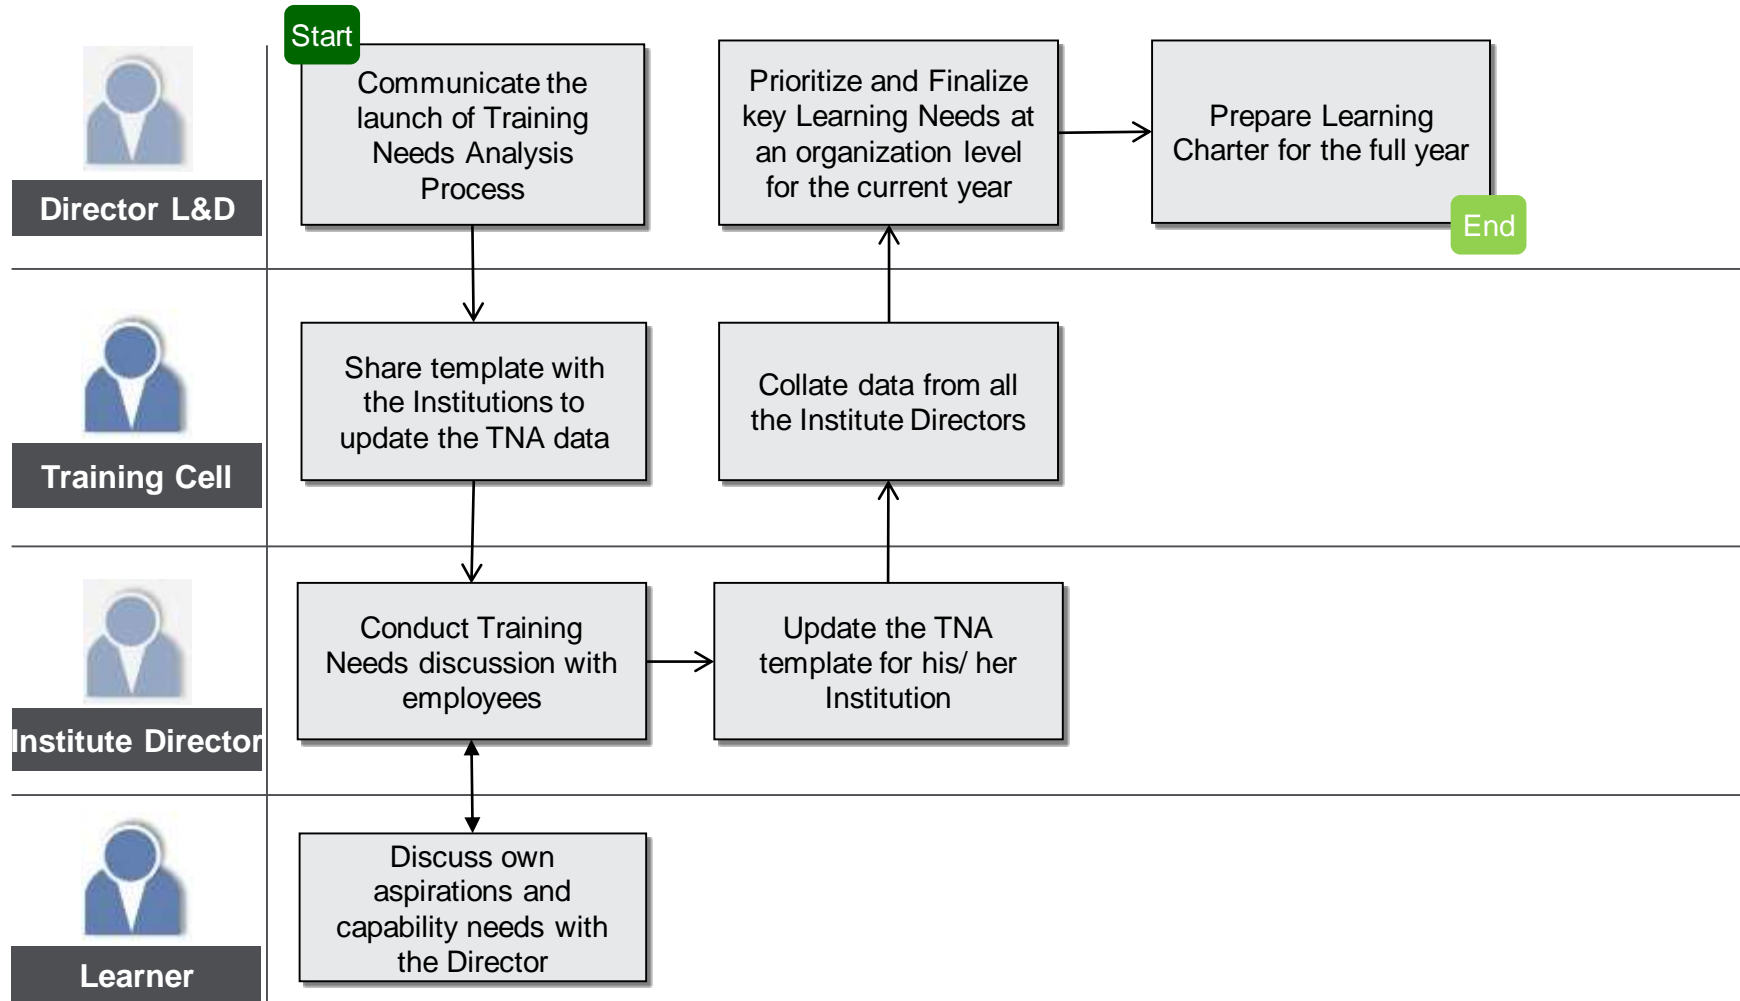 Start
Communicate the
launch of Training
Needs Analysis
Process
Prioritize and Finalize
key Learning Needs at
an organization level
for the current year
Prepare Learning
Charter for the full year
End
Director L&D
Share template with
the Institutions to
update the TNA data
Collate data from all
the Institute Directors
Training Cell
Conduct Training
Needs discussion with
employees
Update the TNA
template for his/ her
Institution
Institute Director
Discuss own
aspirations and
capability needs with
the Director
Learner